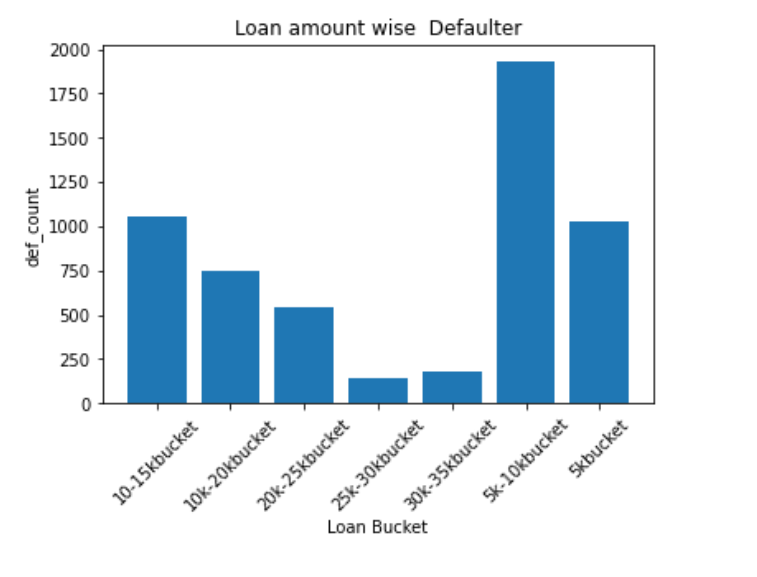 Loan amount wise  Defaulter
2000
1750
1500
1250
1000
750
500
250
0
def_count
10-15kbucket
10k-20kbucket
20k-25kbucket
25k-30kbucket
30k-35kbucket
5k-10kbucket
5kbucket
Loan Bucket